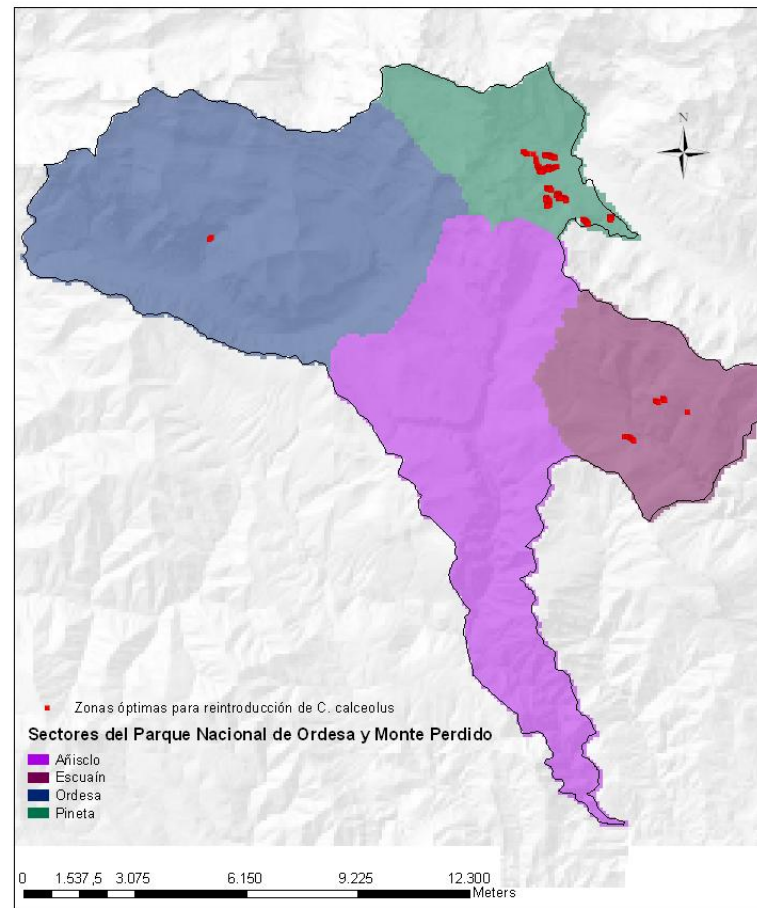 N
Zonas óptimas para reintroducción de C. calceolus
Sectores del Parque Nacional de Ordesa y Monte Perdido
Añisclo
Escuaín
Ordesa
Pineta
0 1.537,5 3.075 6.150 9.225 12.300
Meters